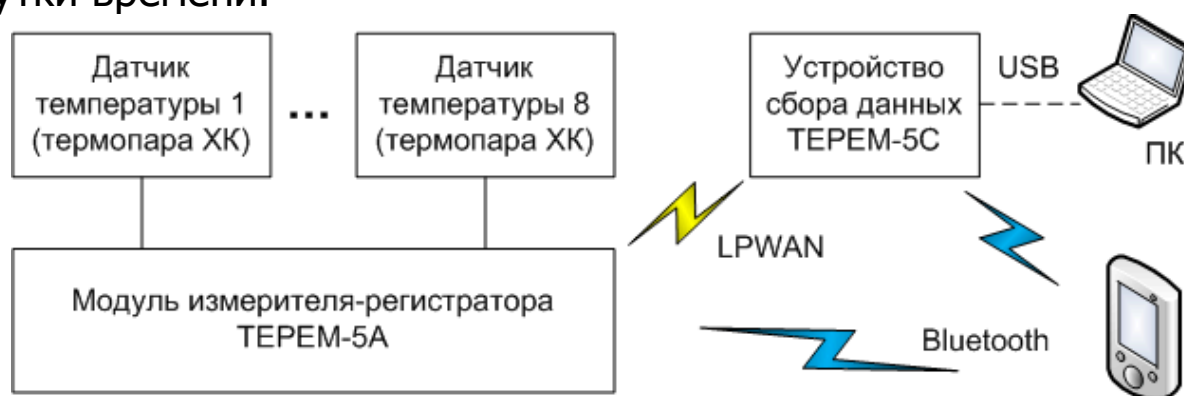 времени.
Датчик
температуры 1
(термопара ХК)
...
Датчик
температуры 8
(термопара ХК)
Устройство
сбора данных
ТЕРЕМ-5С
USB
ПК
LPWAN
Модуль измерителя-регистратора
ТЕРЕМ-5А
Bluetooth